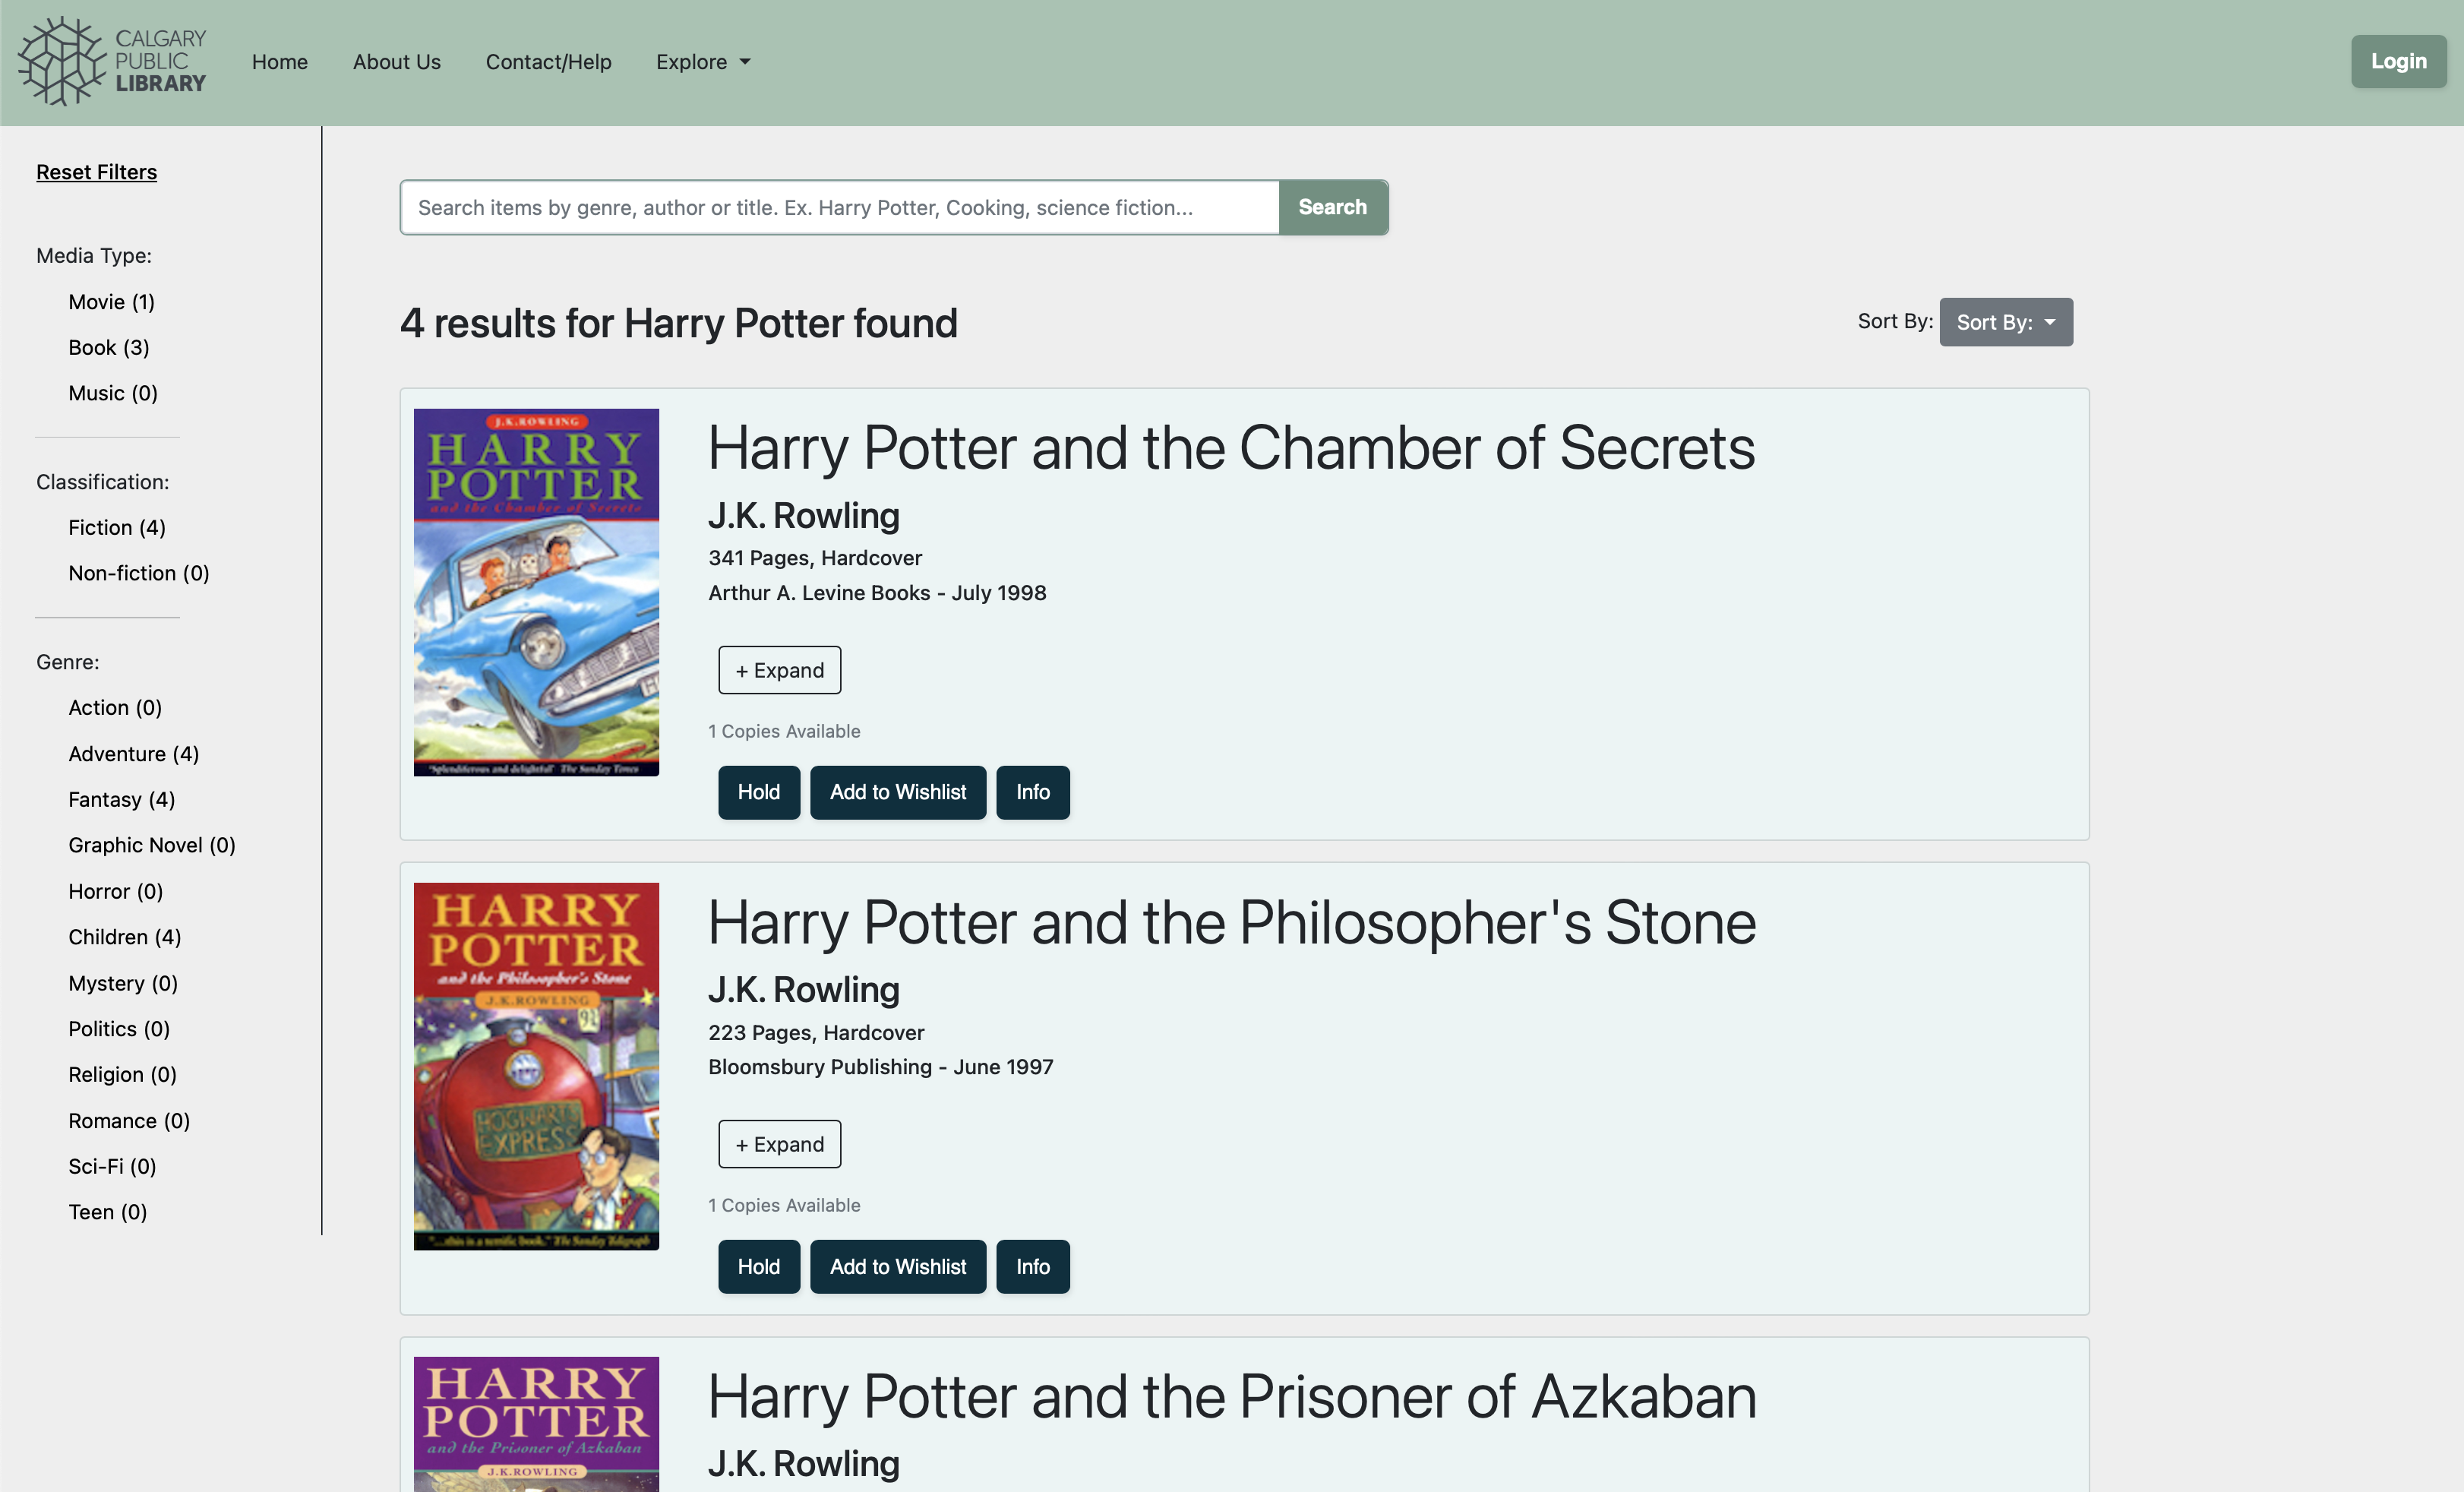 CALGARY
PUBLIC
LIBRARY
Home
About Us
Contact/Help
Explore
Login
Reset Filters
Media Type:
Movie (1)
Book (3)
Music (0)
Classification:
Fiction (4)
Non-fiction (0)
Genre:
Action (0)
Adventure (4)
Fantasy (4)
Graphic Novel (0)
Horror (0)
Children (4)
Mystery (0)
Politics (0)
Religion (0)
Romance (0)
Sci-Fi (0)
Teen (0)
Search items by genre, author or title. Ex. Harry Potter, Cooking, science fiction...
Search
4 results for Harry Potter found
Sort By:
Sort By:
J.K.ROWLING
HARRY
POTTER
and the Chamber of Secrets
"Splendiferous and delightful" The Sunday Times
Harry Potter and the Chamber of Secrets
J.K. Rowling
341 Pages, Hardcover
Arthur A. Levine Books - July 1998
+ Expand
1 Copies Available
Hold
Add to Wishlist
Info
HARRY
POTTER
and the Philosopher's Stone
J.K.ROWLING
9¾
HOGWARTS
EXPRESS
"...this is a terrific book." The Sunday Telegraph
Harry Potter and the Philosopher's Stone
J.K. Rowling
223 Pages, Hardcover
Bloomsbury Publishing - June 1997
+ Expand
1 Copies Available
Hold
Add to Wishlist
Info
HARRY
POTTER
and the Prisoner of Azkaban
J.K.ROWLING
Harry Potter and the Prisoner of Azkaban
J.K. Rowling